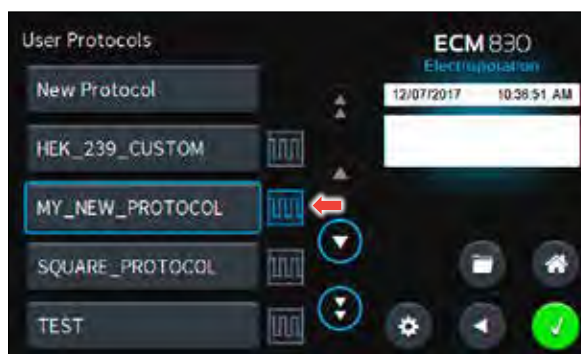 User Protocols
New Protocol
HEK_239_CUSTOM
MY_NEW_PROTOCOL
SQUARE_PROTOCOL
TEST
ECM 830
Electroporation
12/07/2017 10:36:51 AM